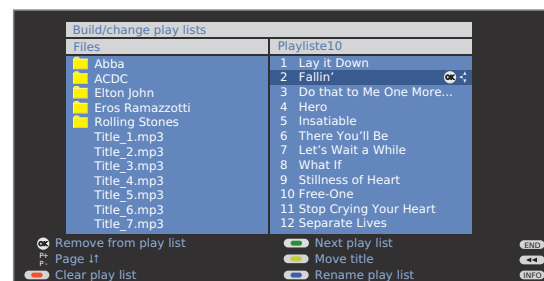 Build/change play lists
Files
Abba
ACDC
Elton John
Eros Ramazzotti
Rolling Stones
Title_1.mp3
Title_2.mp3
Title_3.mp3
Title_4.mp3
Title_5.mp3
Title_6.mp3
Title_7.mp3
Playliste10
1 Lay it Down
2 Fallin' OK
3 Do that to Me One More...
4 Hero
5 Insatiable
6 There You'll Be
7 Let's Wait a While
8 What If
9 Stillness of Heart
10 Free-One
11 Stop Crying Your Heart
12 Separate Lives
OK Remove from play list
P+ P- Page ↓↑
Clear play list
Next play list
Move title
Rename play list
END
◄◄
INFO